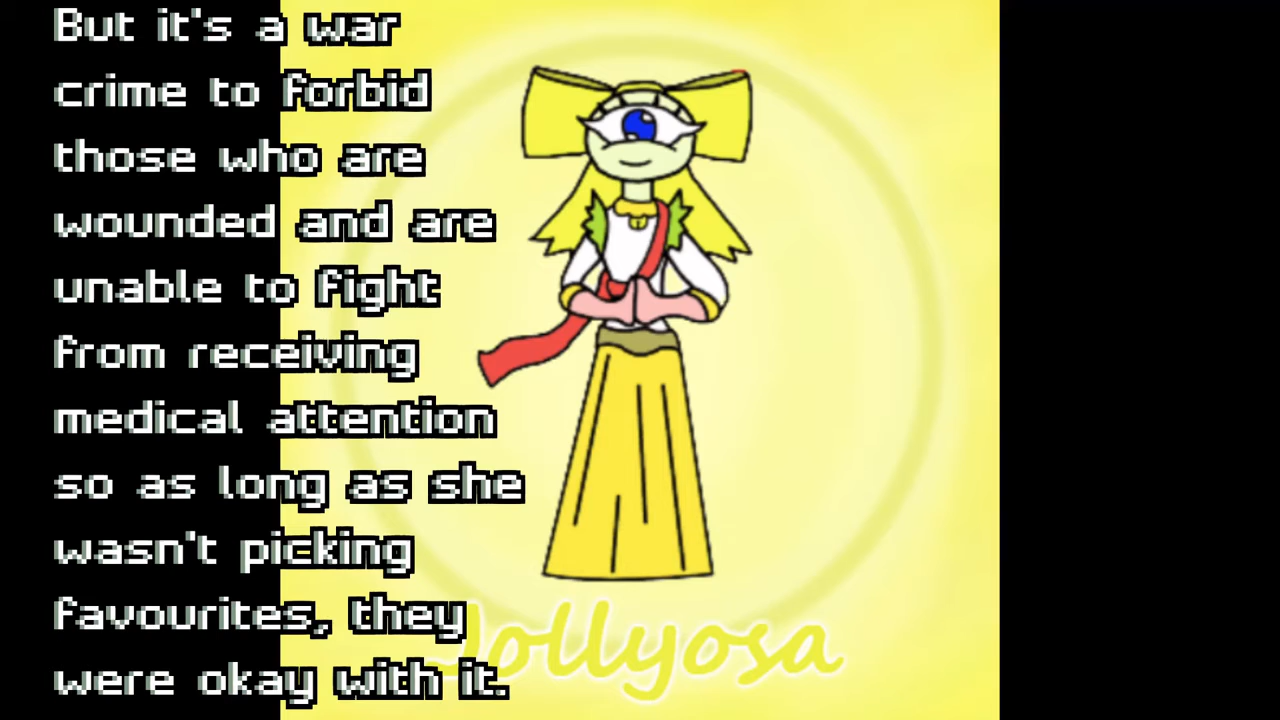 But it's a war
crime to forbid
those who are
wounded and are
unable to fight
from receiving
medical attention
so as long as she
wasn't picking
favourites, they
were okay with it.
Jollyosa